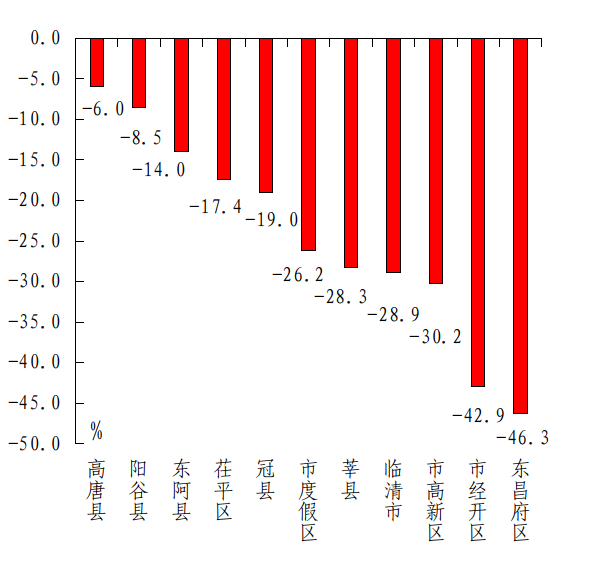 0.0
-5.0
-10.0
-15.0
-20.0
-25.0
-30.0
-35.0
-40.0
-45.0
-50.0
%
-6.0
-8.5
-14.0
-17.4
-19.0
-26.2
-28.3
-28.9
-30.2
-42.9
-46.3
高唐县
阳谷县
东阿县
茌平区
冠县
市度假区
莘县
临清市
市高新区
市经开区
东昌府区